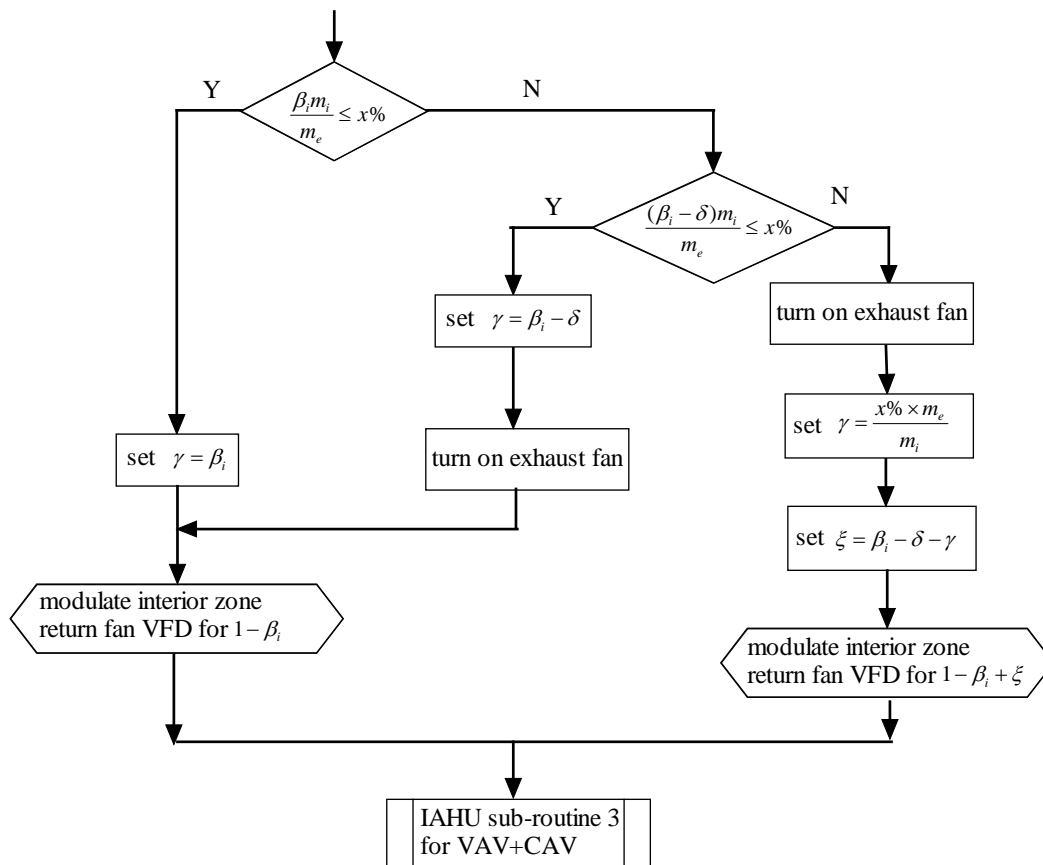 Y
N
β_i m_i / m_e ≤ x%
Y
N
(β_i − δ)m_i / m_e ≤ x%
set γ = β_i − δ
turn on exhaust fan
set γ = x% × m_e / m_i
set γ = β_i
turn on exhaust fan
set ξ = β_i − δ − γ
modulate interior zone
return fan VFD for 1 − β_i
modulate interior zone
return fan VFD for 1 − β_i + ξ
IAHU sub-routine 3
for VAV+CAV